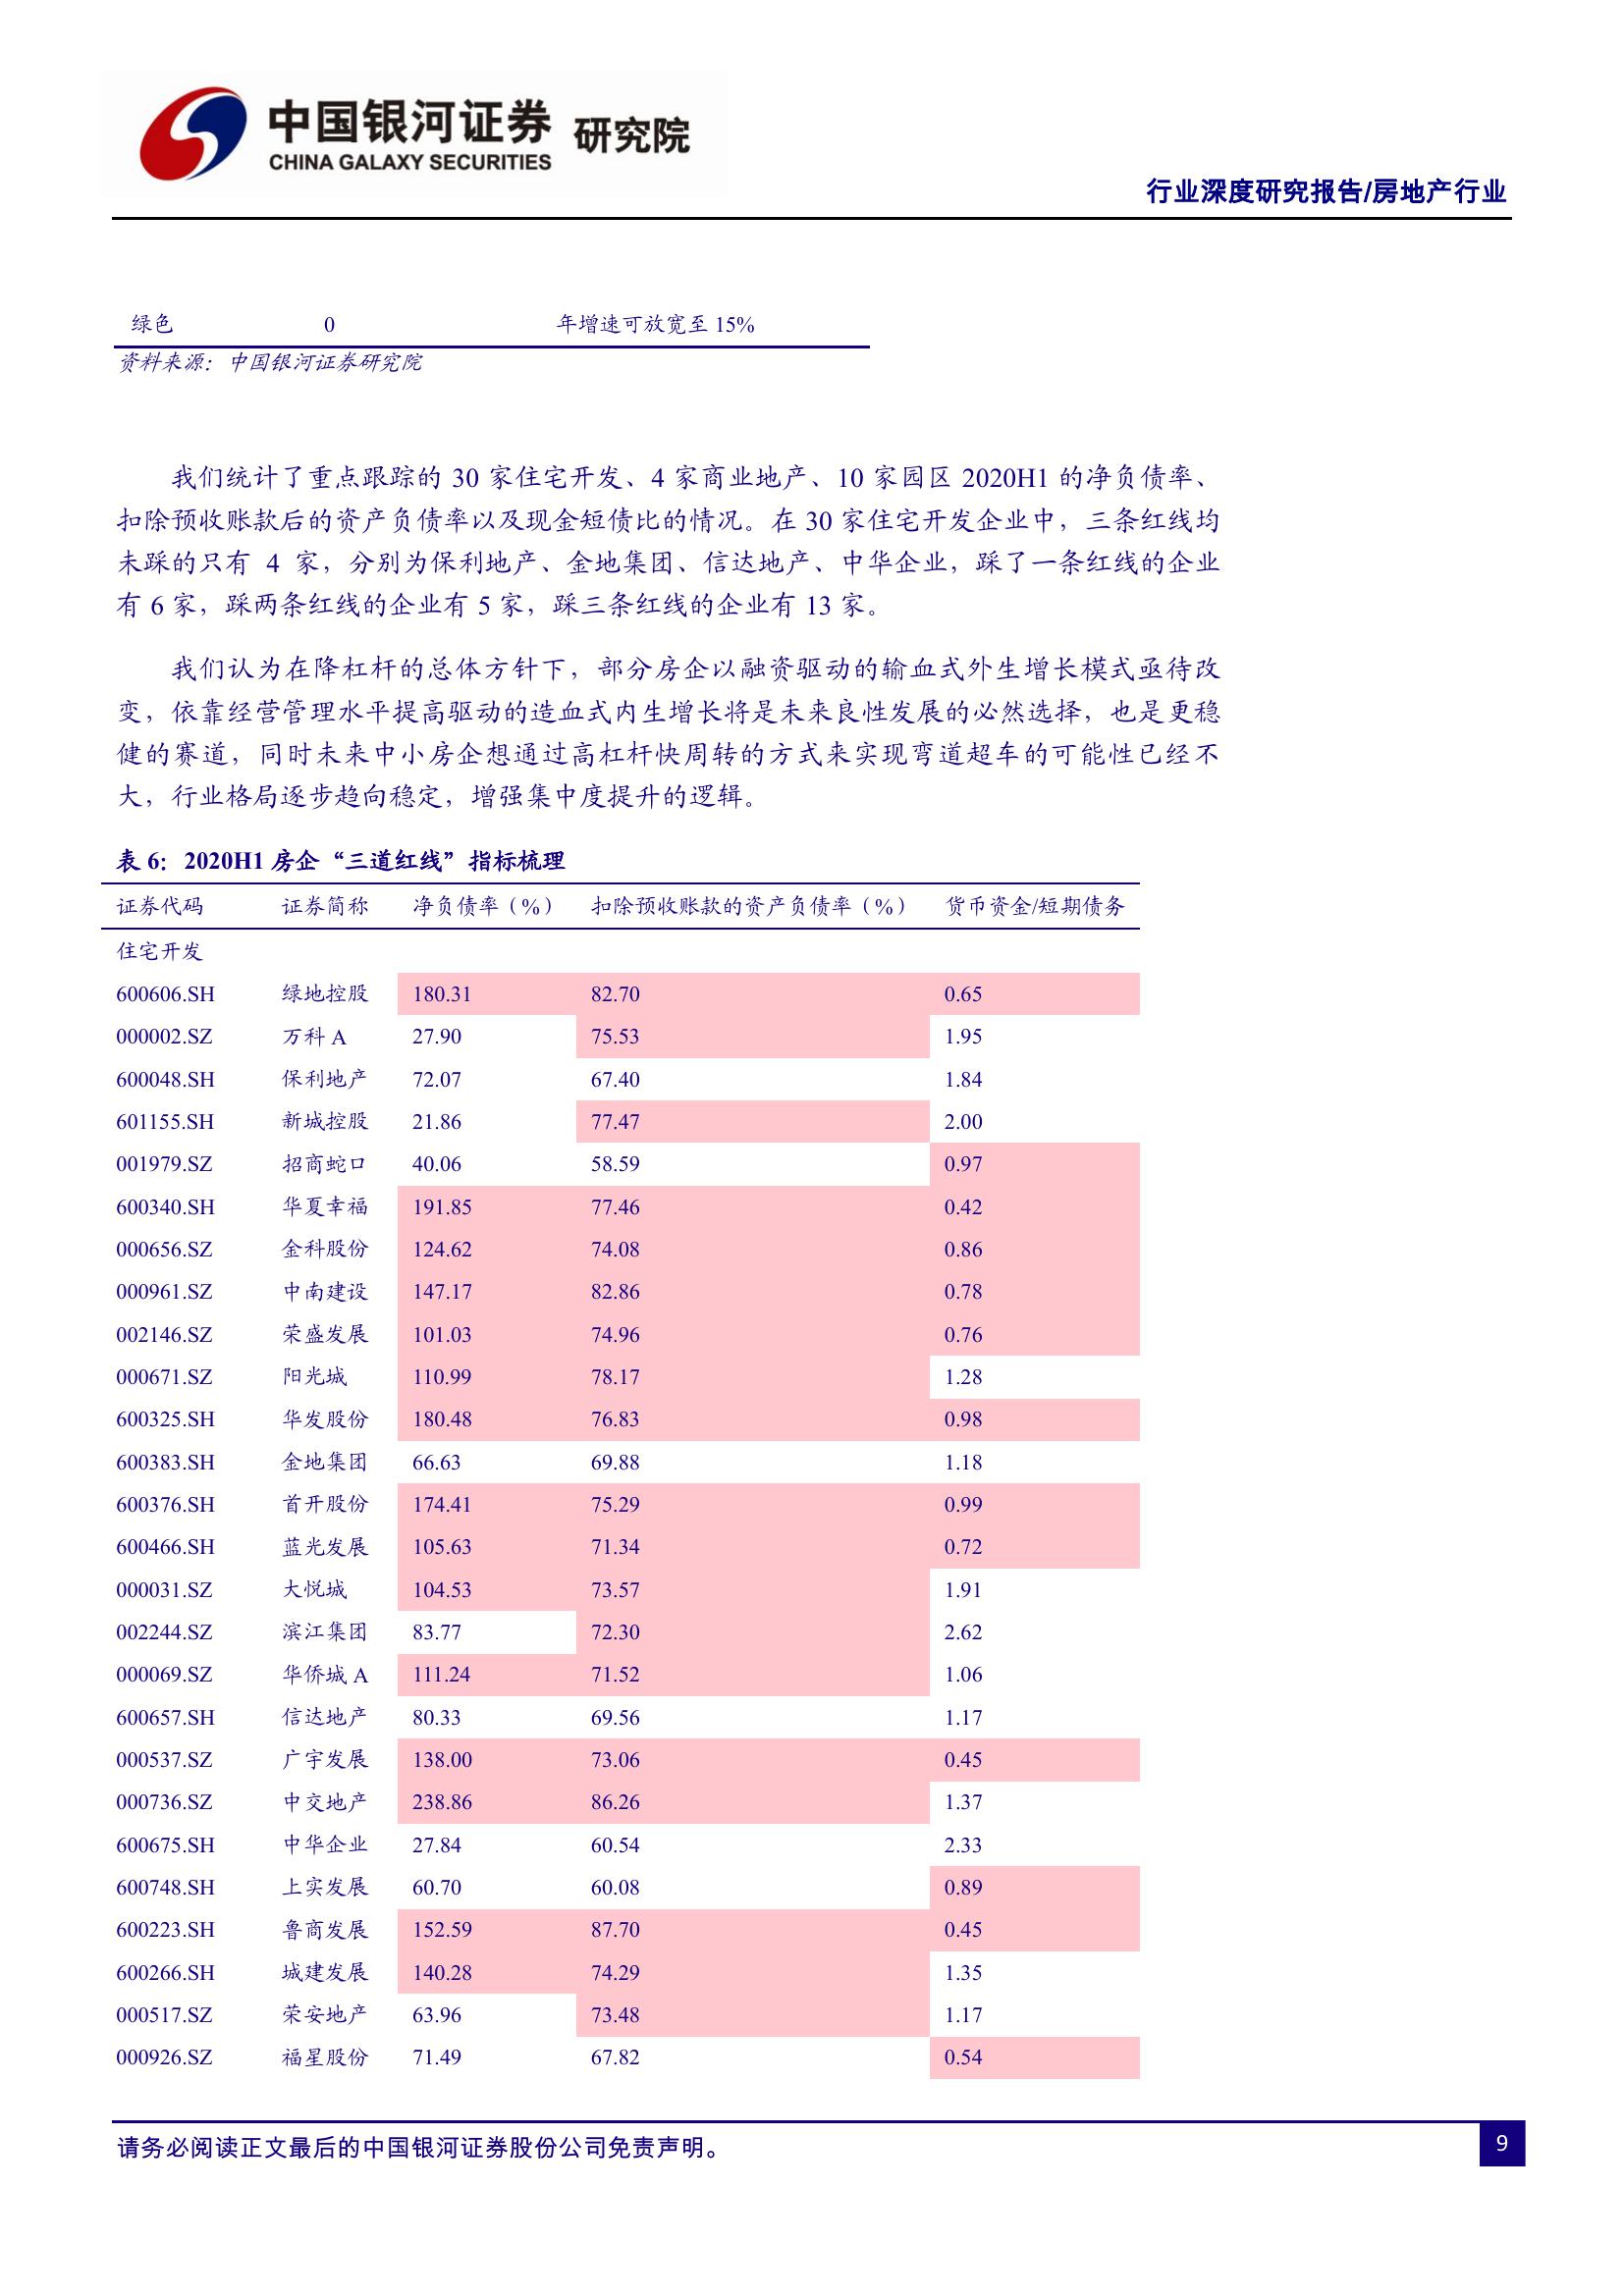 中国银河证券 研究院
CHINA GALAXY SECURITIES
行业深度研究报告/房地产行业
绿色 0 年增速可放宽至 15%
资料来源：中国银河证券研究院
我们统计了重点跟踪的 30 家住宅开发、4 家商业地产、10 家园区 2020H1 的净负债率、
扣除预收账款后的资产负债率以及现金短债比的情况。在 30 家住宅开发企业中，三条红线均
未踩的只有 4 家，分别为保利地产、金地集团、信达地产、中华企业，踩了一条红线的企业
有 6 家，踩两条红线的企业有 5 家，踩三条红线的企业有 13 家。
我们认为在降杠杆的总体方针下，部分房企以融资驱动的输血式外生增长模式亟待改
变，依靠经营管理水平提高驱动的造血式内生增长将是未来良性发展的必然选择，也是更稳
健的赛道，同时未来中小房企想通过高杠杆快周转的方式来实现弯道超车的可能性已经不
大，行业格局逐步趋向稳定，增强集中度提升的逻辑。
表 6：2020H1 房企“三道红线”指标梳理
证券代码 证券简称 净负债率（%） 扣除预收账款的资产负债率（%） 货币资金/短期债务
住宅开发
600606.SH 绿地控股 180.31 82.70 0.65
000002.SZ 万科 A 27.90 75.53 1.95
600048.SH 保利地产 72.07 67.40 1.84
601155.SH 新城控股 21.86 77.47 2.00
001979.SZ 招商蛇口 40.06 58.59 0.97
600340.SH 华夏幸福 191.85 77.46 0.42
000656.SZ 金科股份 124.62 74.08 0.86
000961.SZ 中南建设 147.17 82.86 0.78
002146.SZ 荣盛发展 101.03 74.96 0.76
000671.SZ 阳光城 110.99 78.17 1.28
600325.SH 华发股份 180.48 76.83 0.98
600383.SH 金地集团 66.63 69.88 1.18
600376.SH 首开股份 174.41 75.29 0.99
600466.SH 蓝光发展 105.63 71.34 0.72
000031.SZ 大悦城 104.53 73.57 1.91
002244.SZ 滨江集团 83.77 72.30 2.62
000069.SZ 华侨城 A 111.24 71.52 1.06
600657.SH 信达地产 80.33 69.56 1.17
000537.SZ 广宇发展 138.00 73.06 0.45
000736.SZ 中交地产 238.86 86.26 1.37
600675.SH 中华企业 27.84 60.54 2.33
600748.SH 上实发展 60.70 60.08 0.89
600223.SH 鲁商发展 152.59 87.70 0.45
600266.SH 城建发展 140.28 74.29 1.35
000517.SZ 荣安地产 63.96 73.48 1.17
000926.SZ 福星股份 71.49 67.82 0.54
请务必阅读正文最后的中国银河证券股份公司免责声明。
9